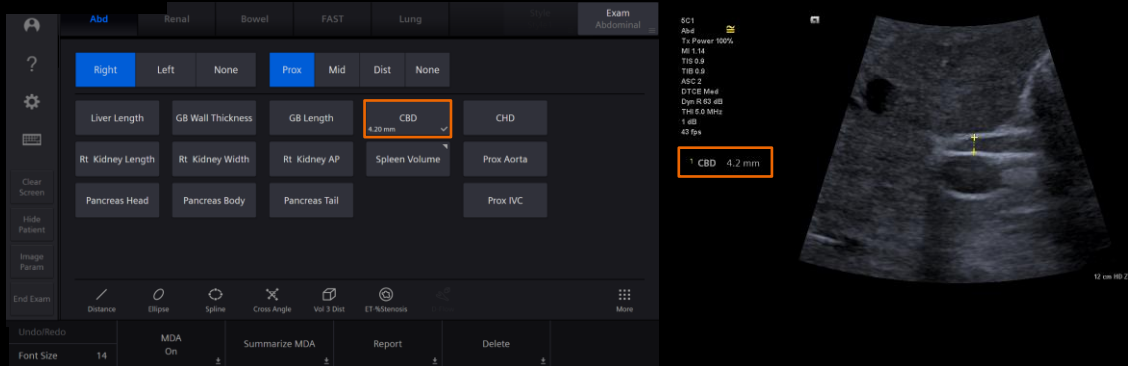 Abd Renal Bowel FAST Lung Style Exam
Abdominal
Right Left None Prox Mid Dist None
Liver Length GB Wall Thickness GB Length CBD CHD
4.20 mm
Rt Kidney Length Rt Kidney Width Rt Kidney AP Spleen Volume Prox Aorta
Pancreas Head Pancreas Body Pancreas Tail Prox IVC
Clear
Screen
Hide
Patient
Image
Param
End Exam
Distance Ellipse Spline Cross Angle Vol 3 Dist ET-%Stenosis More
Undo/Redo
Font Size 14
MDA
On
Summarize MDA
Report
Delete
6C1
Abd
Tx Power 100%
MI 1.14
TIS 0.9
TIB 0.9
ASC 2
DTCE Med
Dyn R 63 dB
THI 5.0 MHz
1 dB
43 fps
1 CBD 4.2 mm
12 cm HD Z